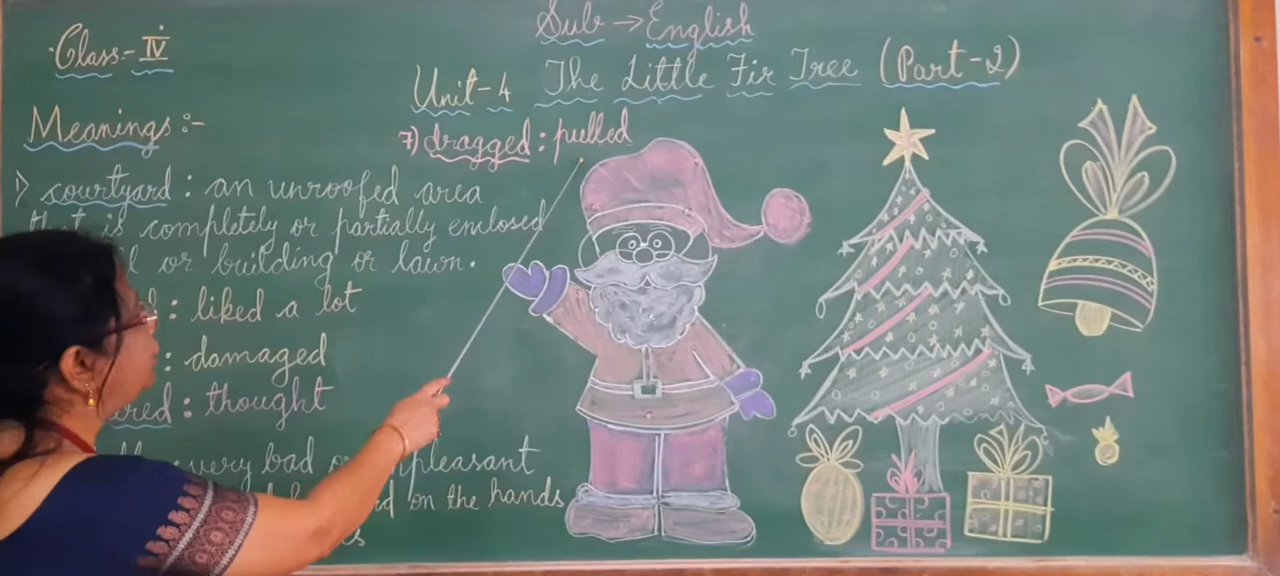 Sub → English
Class - IV
Unit-4 The Little Fir Tree (Part-2)
Meanings :-
7) dragged : pulled
1) courtyard : an unroofed area
that is completely or partially enclosed
or building or lawn.
: liked a lot
: damaged
: thought
: very bad or unpleasant
on the hands